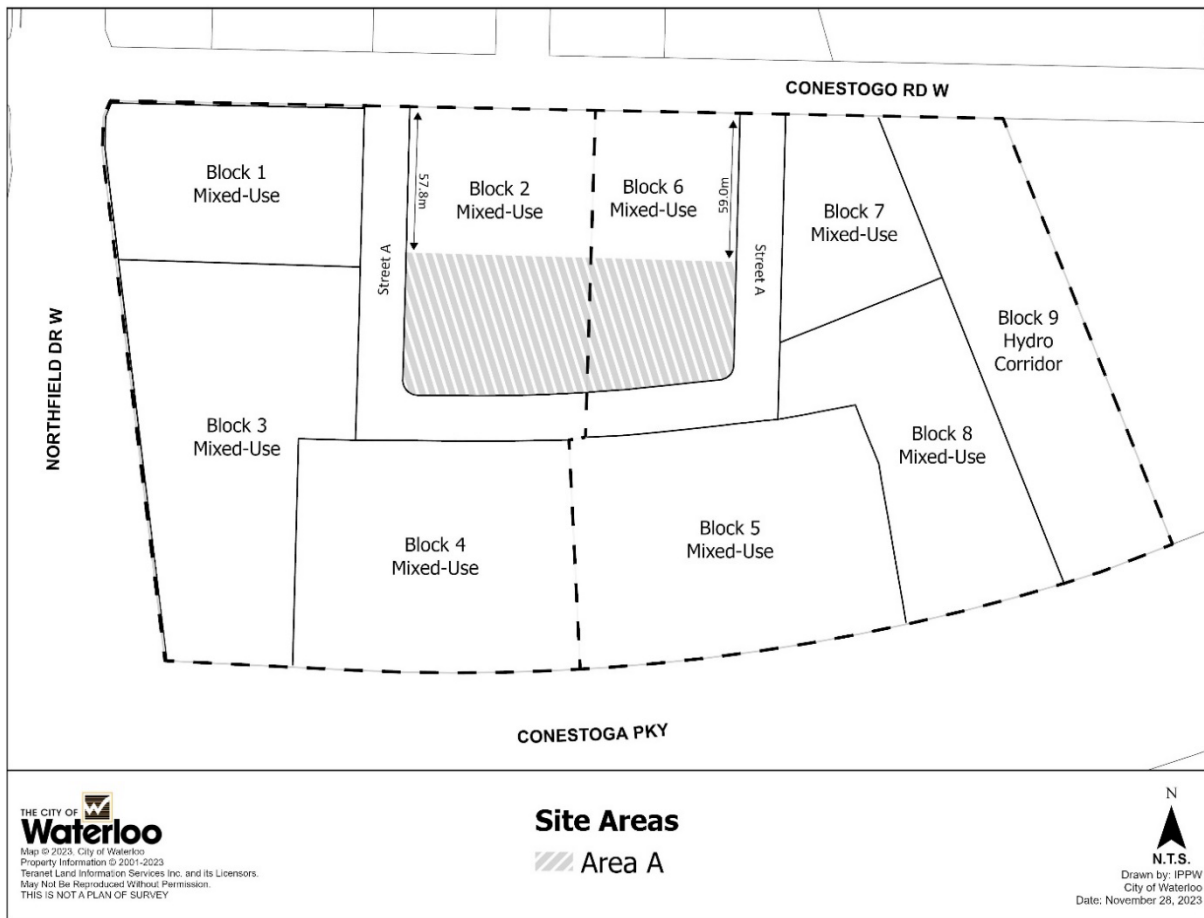 CONESTOGO RD W
Block 1
Mixed-Use
57.8m
Block 2
Mixed-Use
Block 6
Mixed-Use
59.0m
Block 7
Mixed-Use
Street A
Street A
NORTHFIELD DR W
Block 9
Hydro
Corridor
Block 3
Mixed-Use
Block 8
Mixed-Use
Block 4
Mixed-Use
Block 5
Mixed-Use
CONESTOGA PKY
THE CITY OF
Waterloo
Map © 2023, City of Waterloo
Property Information © 2001-2023
Teranet Land Information Services Inc. and its Licensors.
May Not Be Reproduced Without Permission.
THIS IS NOT A PLAN OF SURVEY
Site Areas
Area A
N
N.T.S.
Drawn by: IPPW
City of Waterloo
Date: November 28, 2023